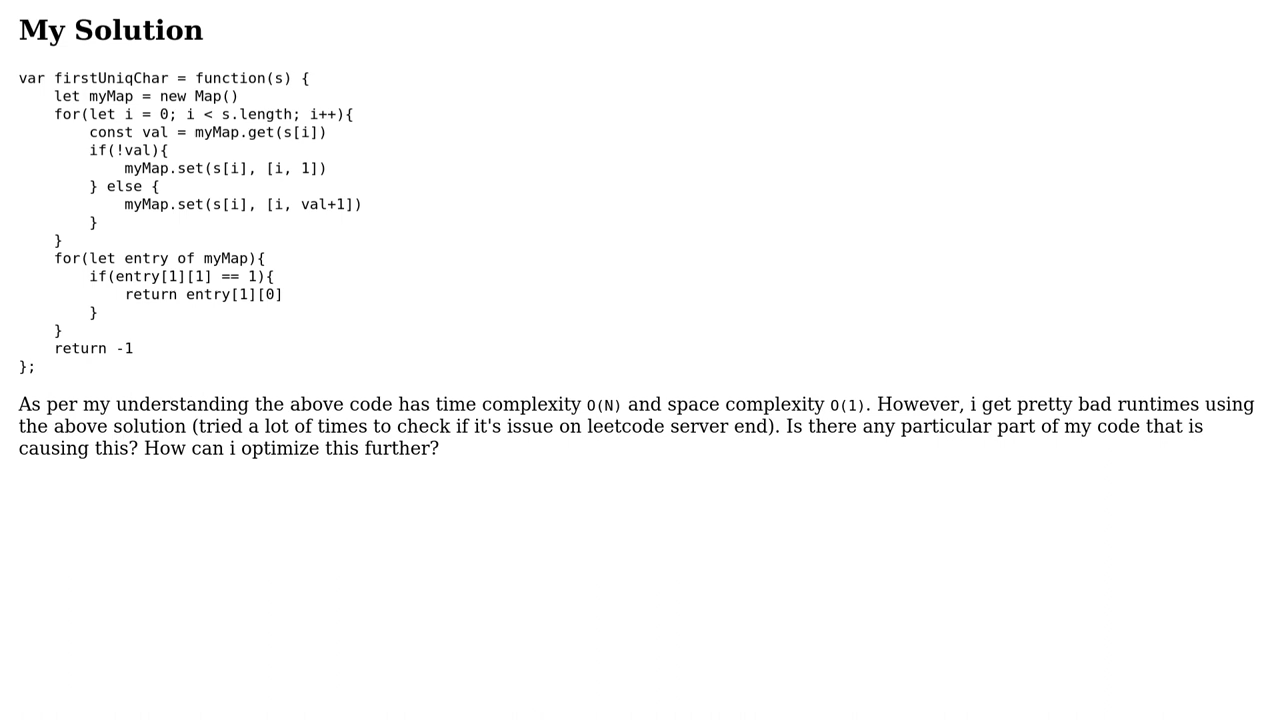 My Solution
var firstUniqChar = function(s) {
    let myMap = new Map()
    for(let i = 0; i < s.length; i++){
        const val = myMap.get(s[i])
        if(!val){
            myMap.set(s[i], [i, 1])
        } else {
            myMap.set(s[i], [i, val+1])
        }
    }
    for(let entry of myMap){
        if(entry[1][1] == 1){
            return entry[1][0]
        }
    }
    return -1
};
As per my understanding the above code has time complexity O(N) and space complexity O(1). However, i get pretty bad runtimes using
the above solution (tried a lot of times to check if it's issue on leetcode server end). Is there any particular part of my code that is
causing this? How can i optimize this further?